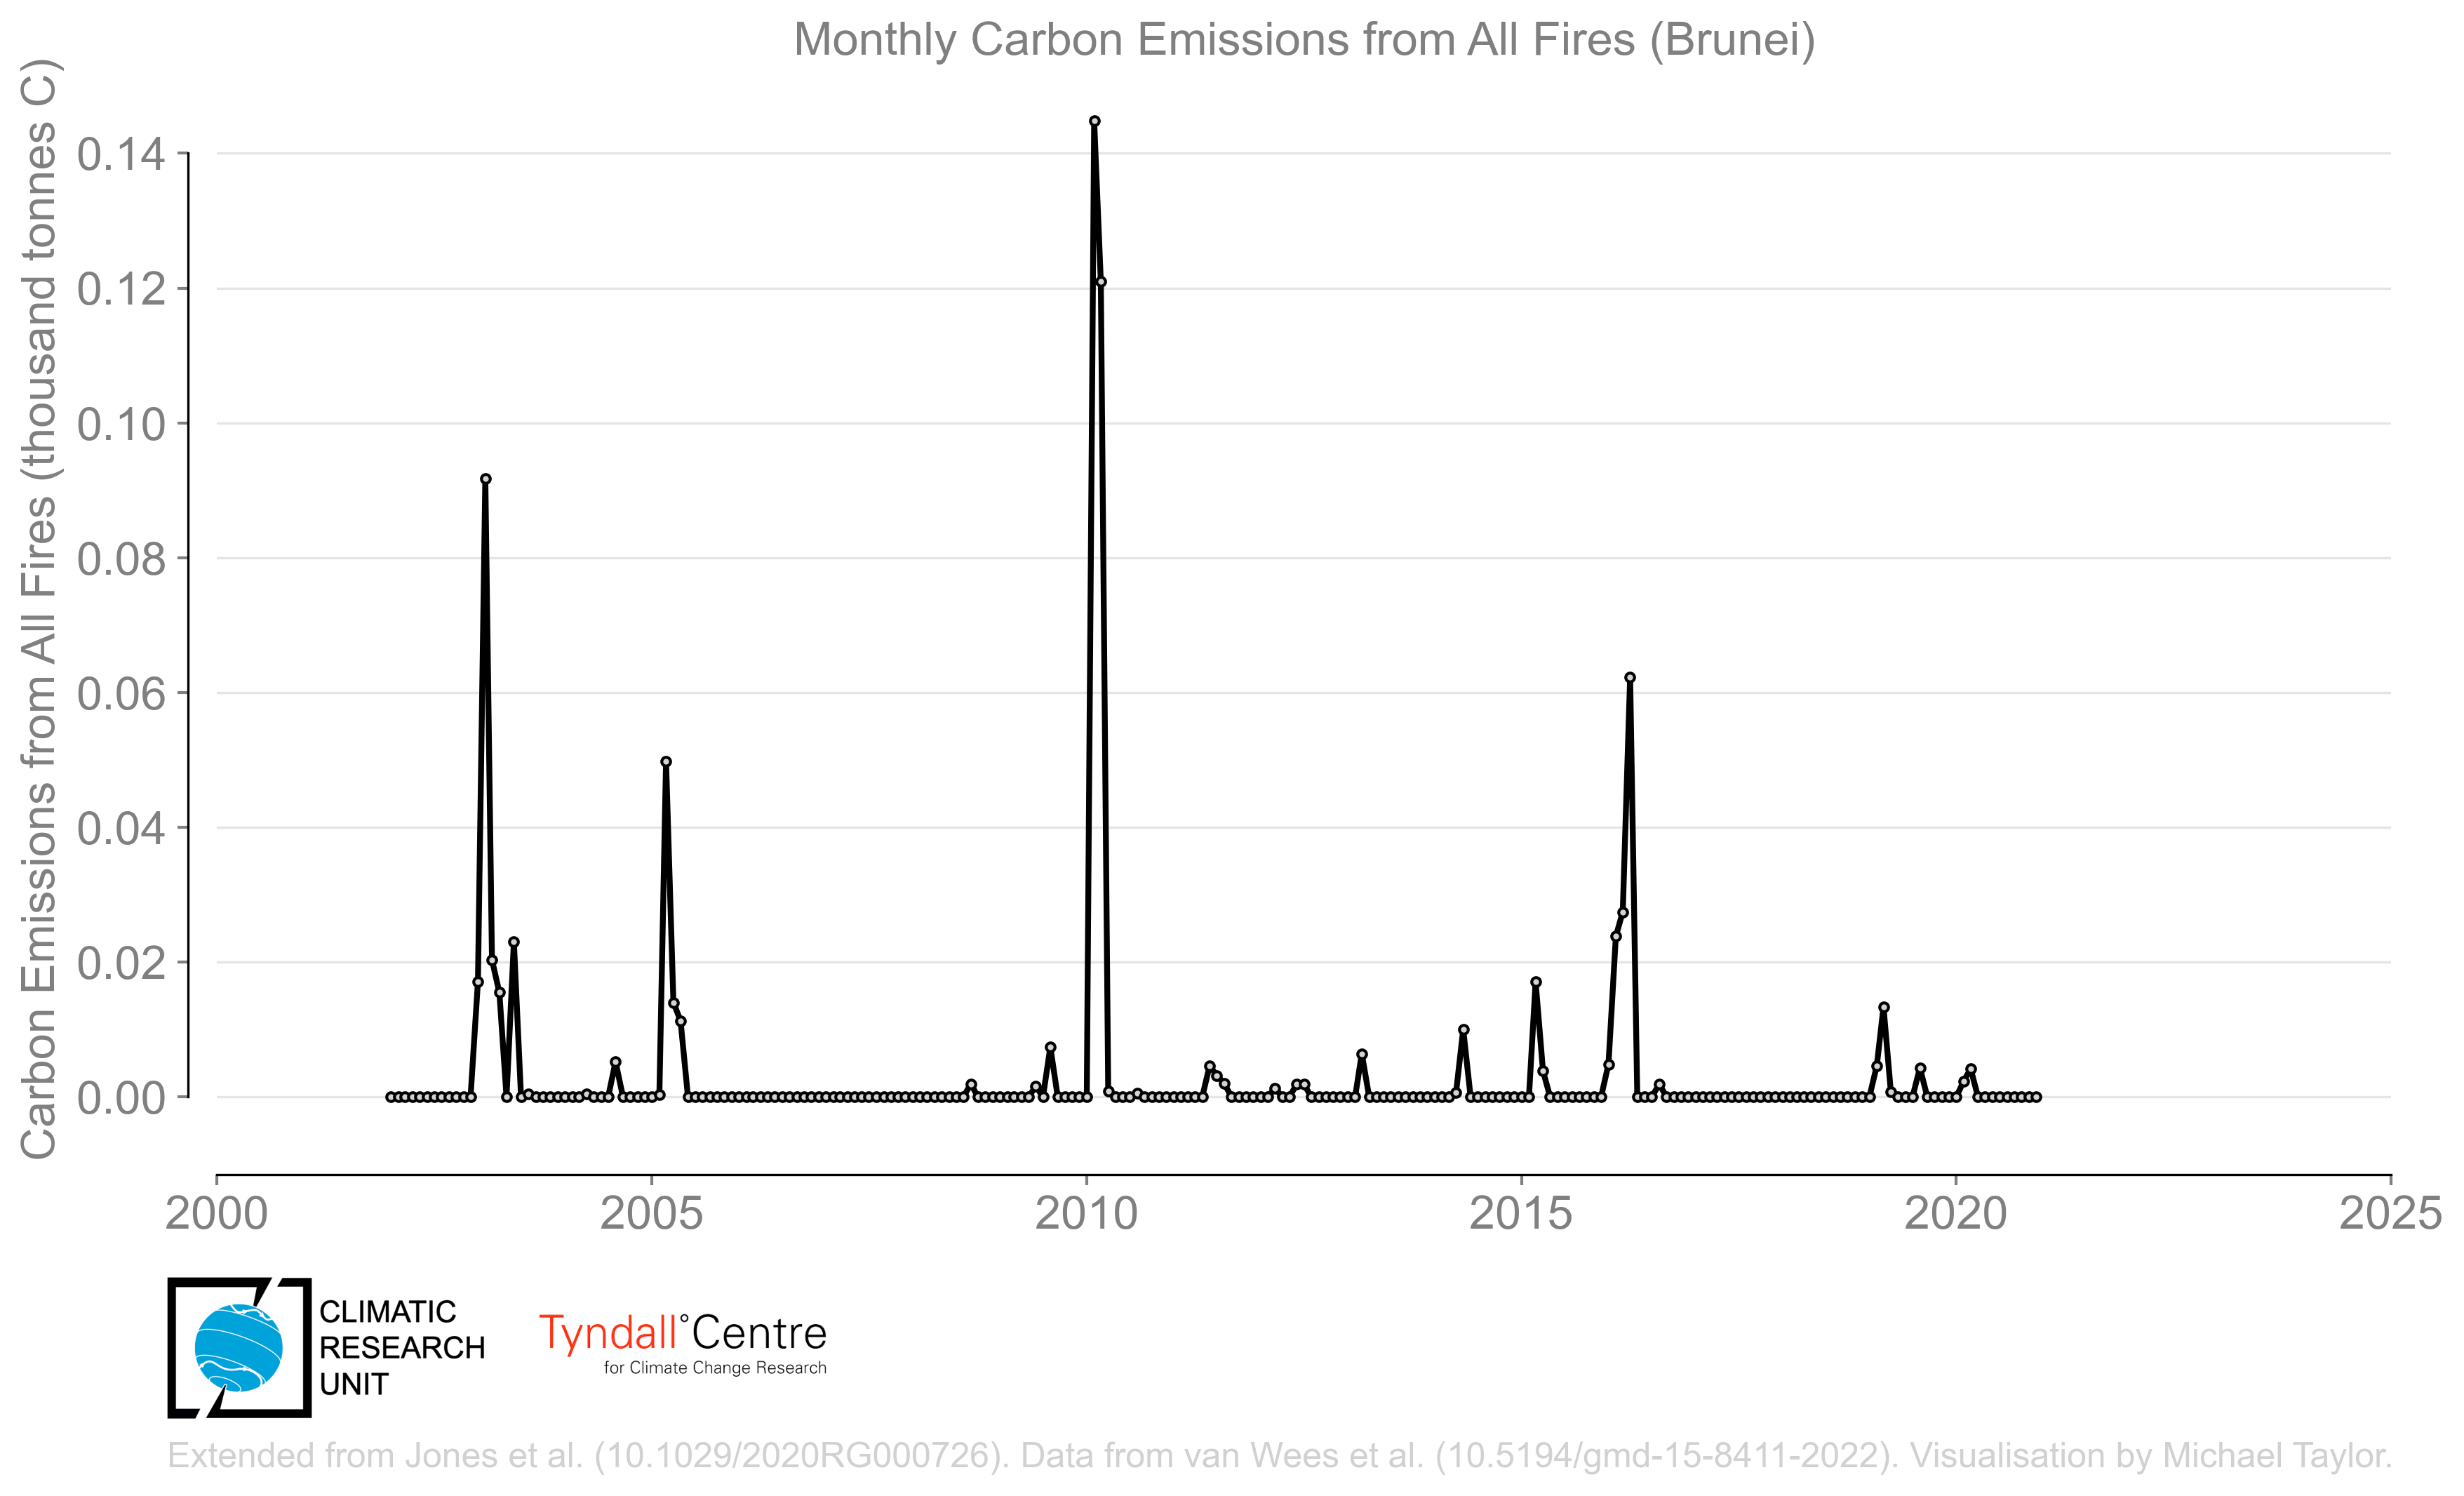 Monthly Carbon Emissions from All Fires (Brunei)
Carbon Emissions from All Fires (thousand tonnes C)
0.14
0.12
0.10
0.08
0.06
0.04
0.02
0.00
2000
2005
2010
2015
2020
2025
CLIMATIC
RESEARCH
UNIT
Tyndall°Centre
for Climate Change Research
Extended from Jones et al. (10.1029/2020RG000726). Data from van Wees et al. (10.5194/gmd-15-8411-2022). Visualisation by Michael Taylor.